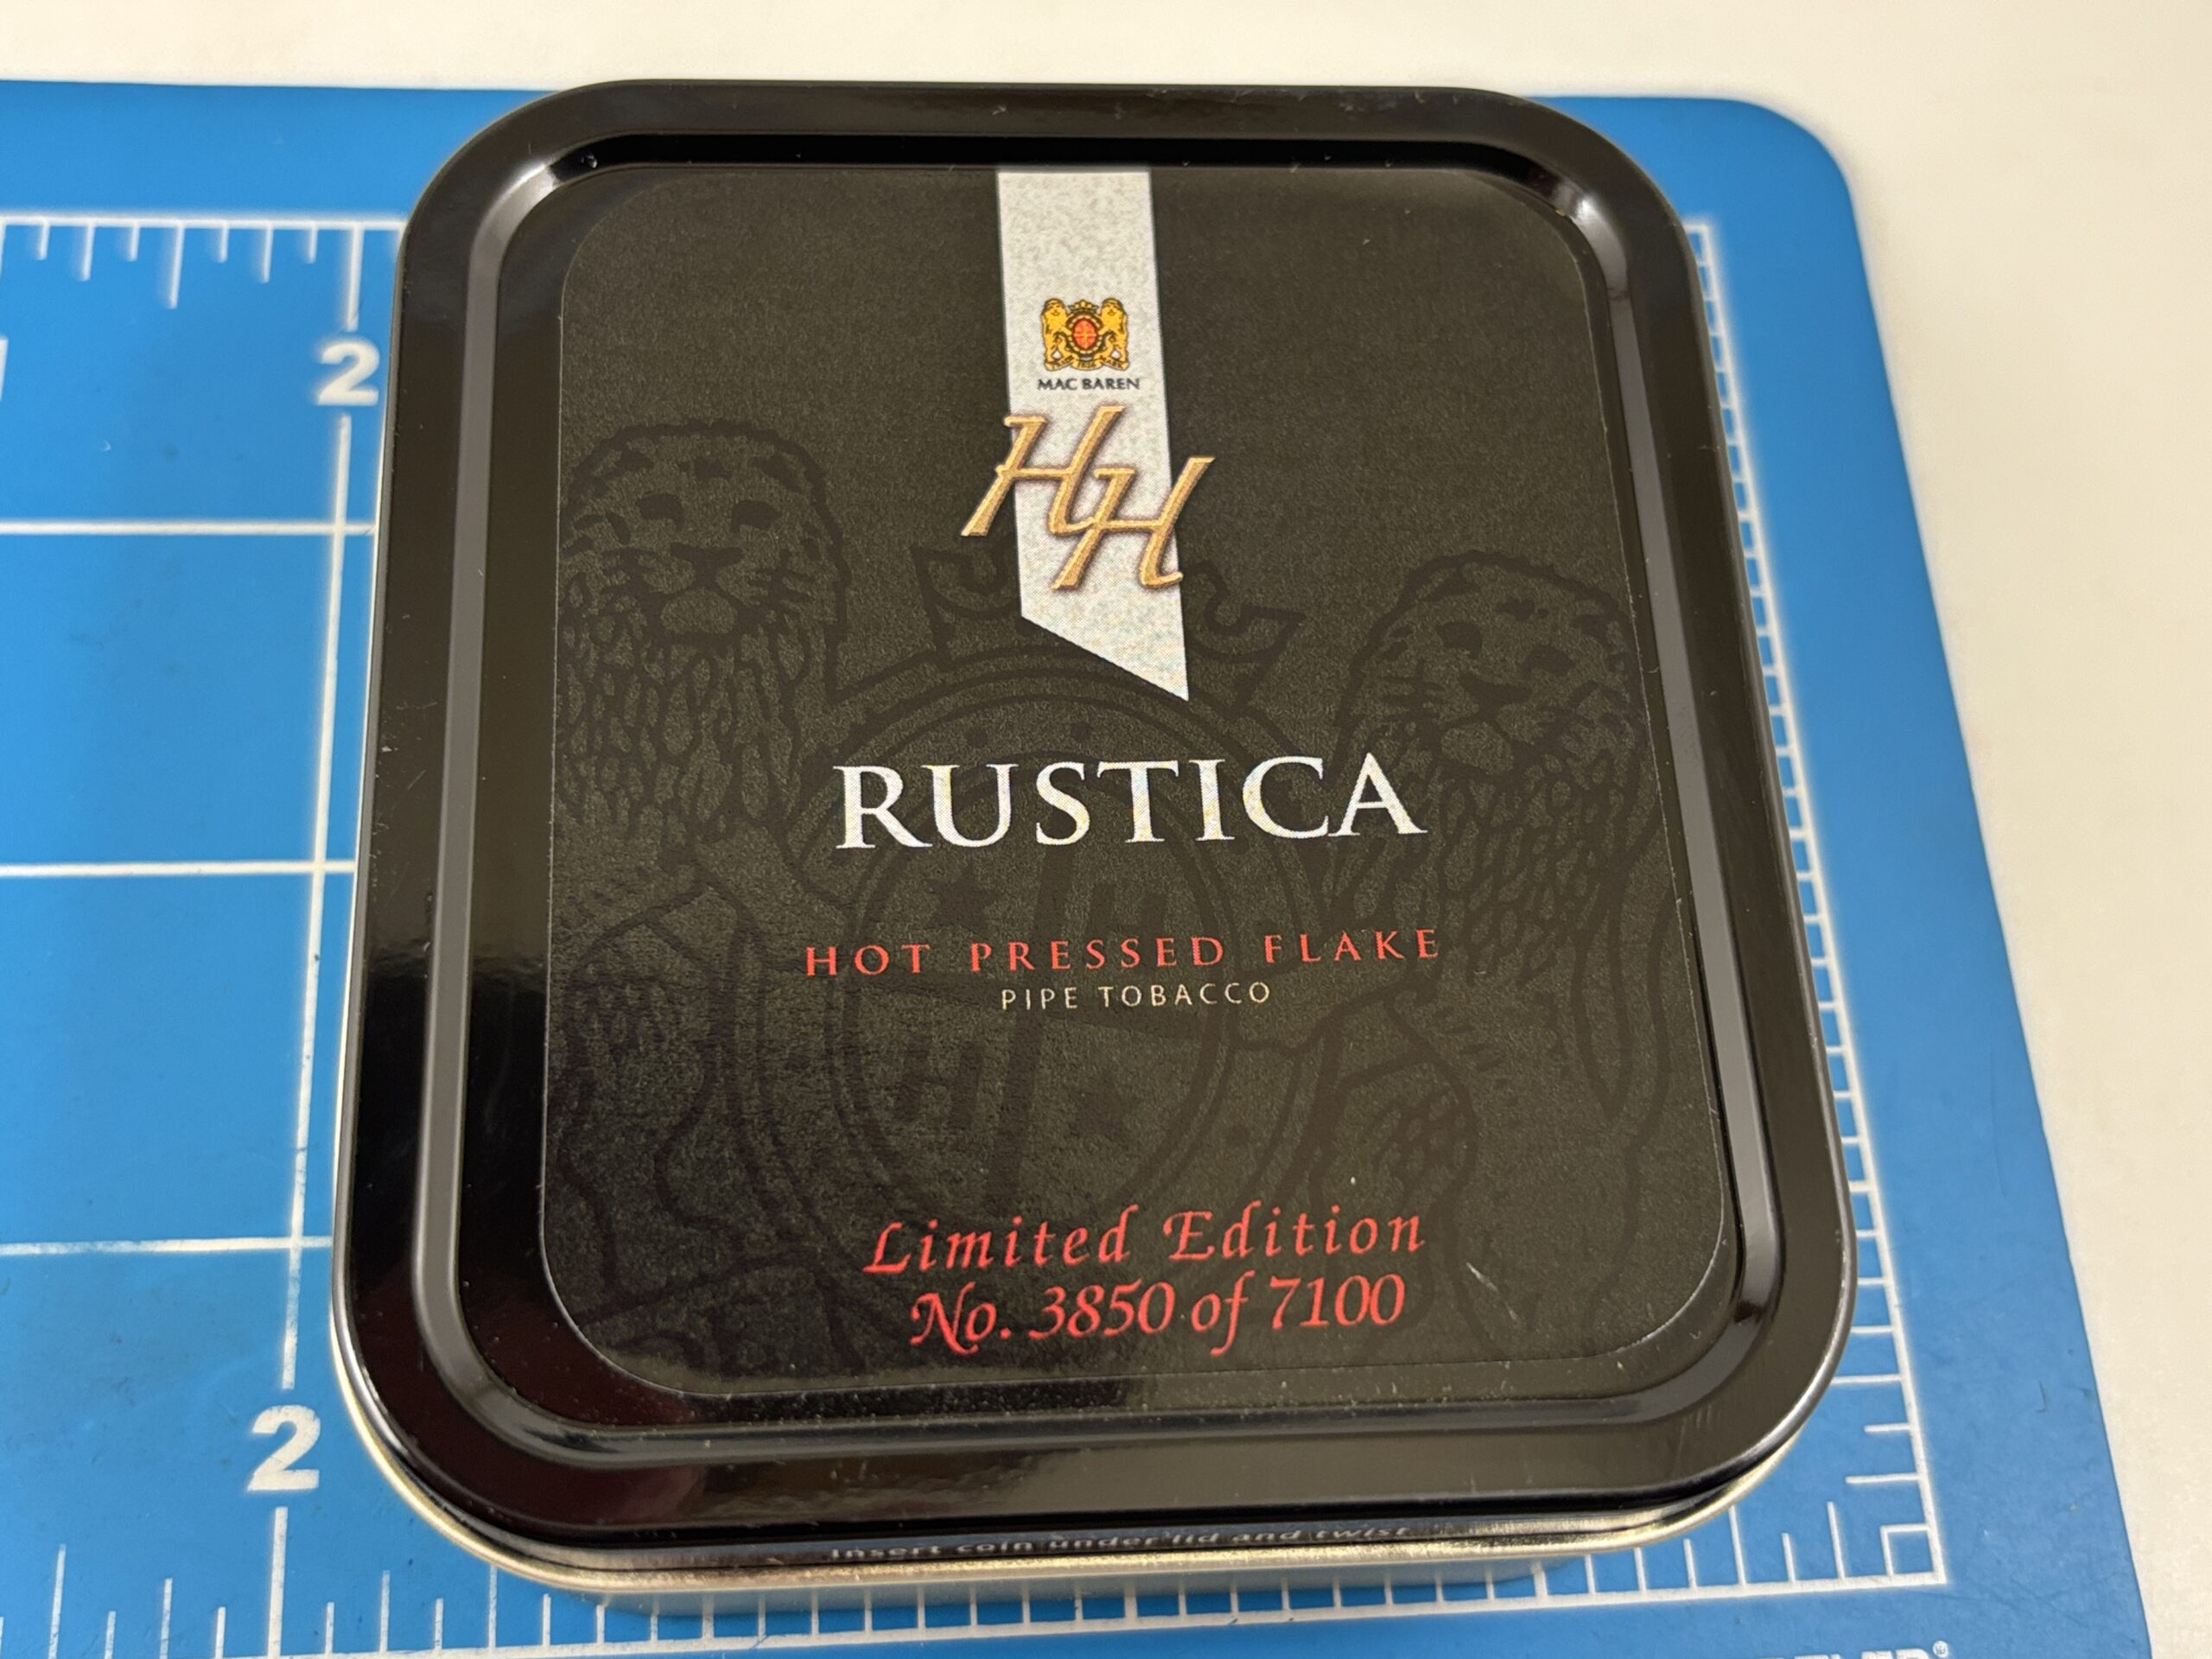 2
MAC BAREN
HH
RUSTICA
HOT PRESSED FLAKE
PIPE TOBACCO
Limited Edition
No. 3850 of 7100
2
Insert coin under lid and twist